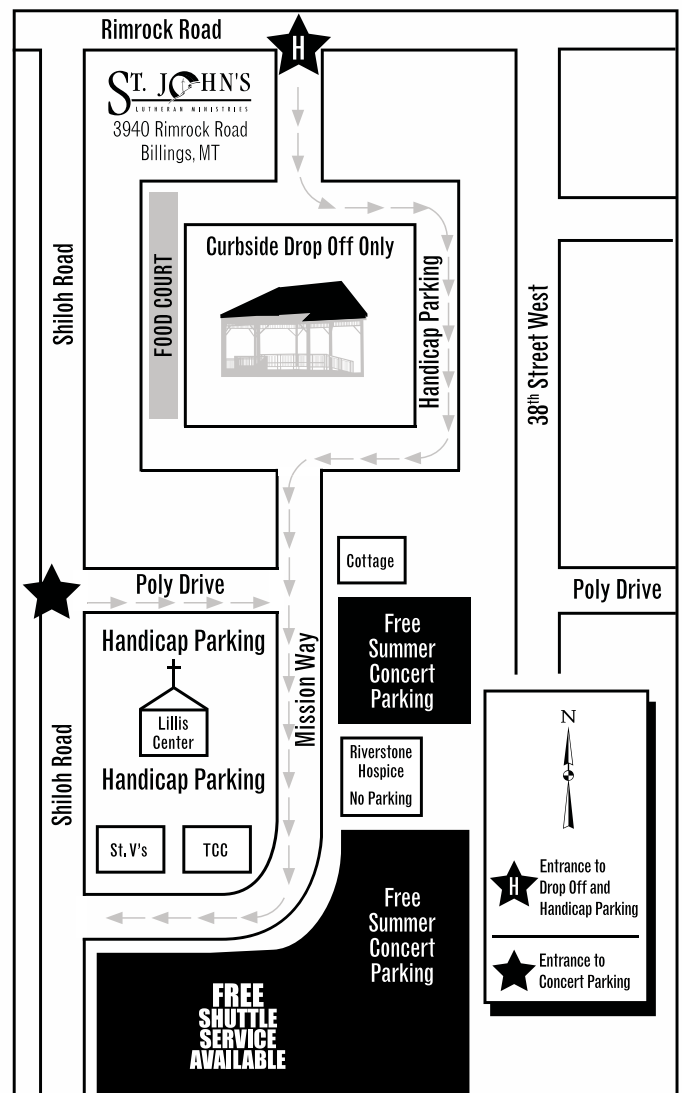 Rimrock Road
H
ST. JOHN'S
LUTHERAN MINISTRIES
3940 Rimrock Road
Billings, MT
Shiloh Road
FOOD COURT
Curbside Drop Off Only
Handicap Parking
38th Street West
Poly Drive
Cottage
Poly Drive
Handicap Parking
Lillis
Center
Handicap Parking
Shiloh Road
St. V's
TCC
Mission Way
Free
Summer
Concert
Parking
Riverstone
Hospice
No Parking
Free
Summer
Concert
Parking
FREE
SHUTTLE
SERVICE
AVAILABLE
N
H
Entrance to
Drop Off and
Handicap Parking
Entrance to
Concert Parking